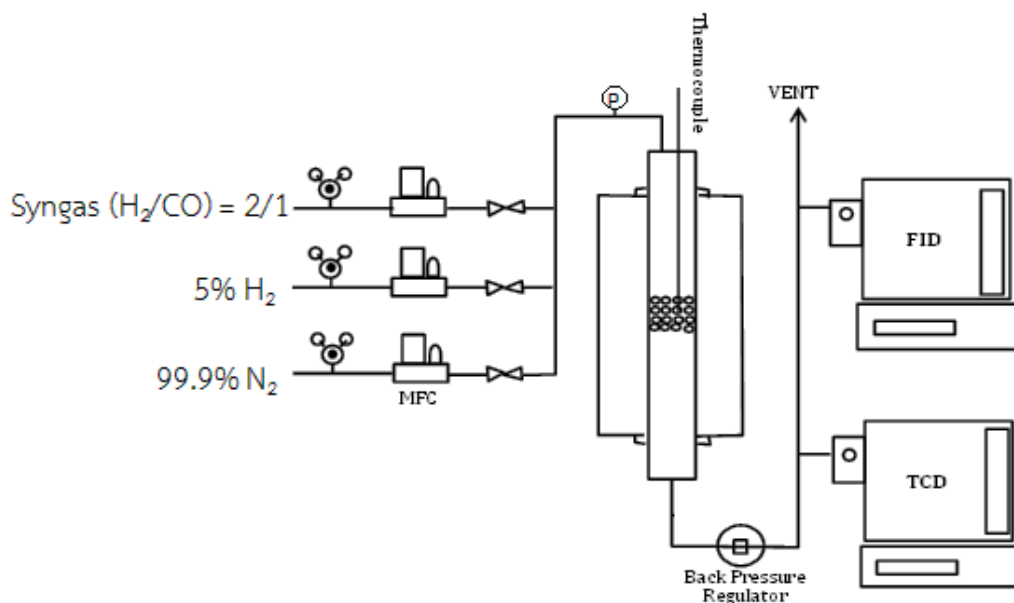 Thermocouple
P
VENT
Syngas (H₂/CO) = 2/1
FID
5% H₂
99.9% N₂
MFC
TCD
Back Pressure
Regulator